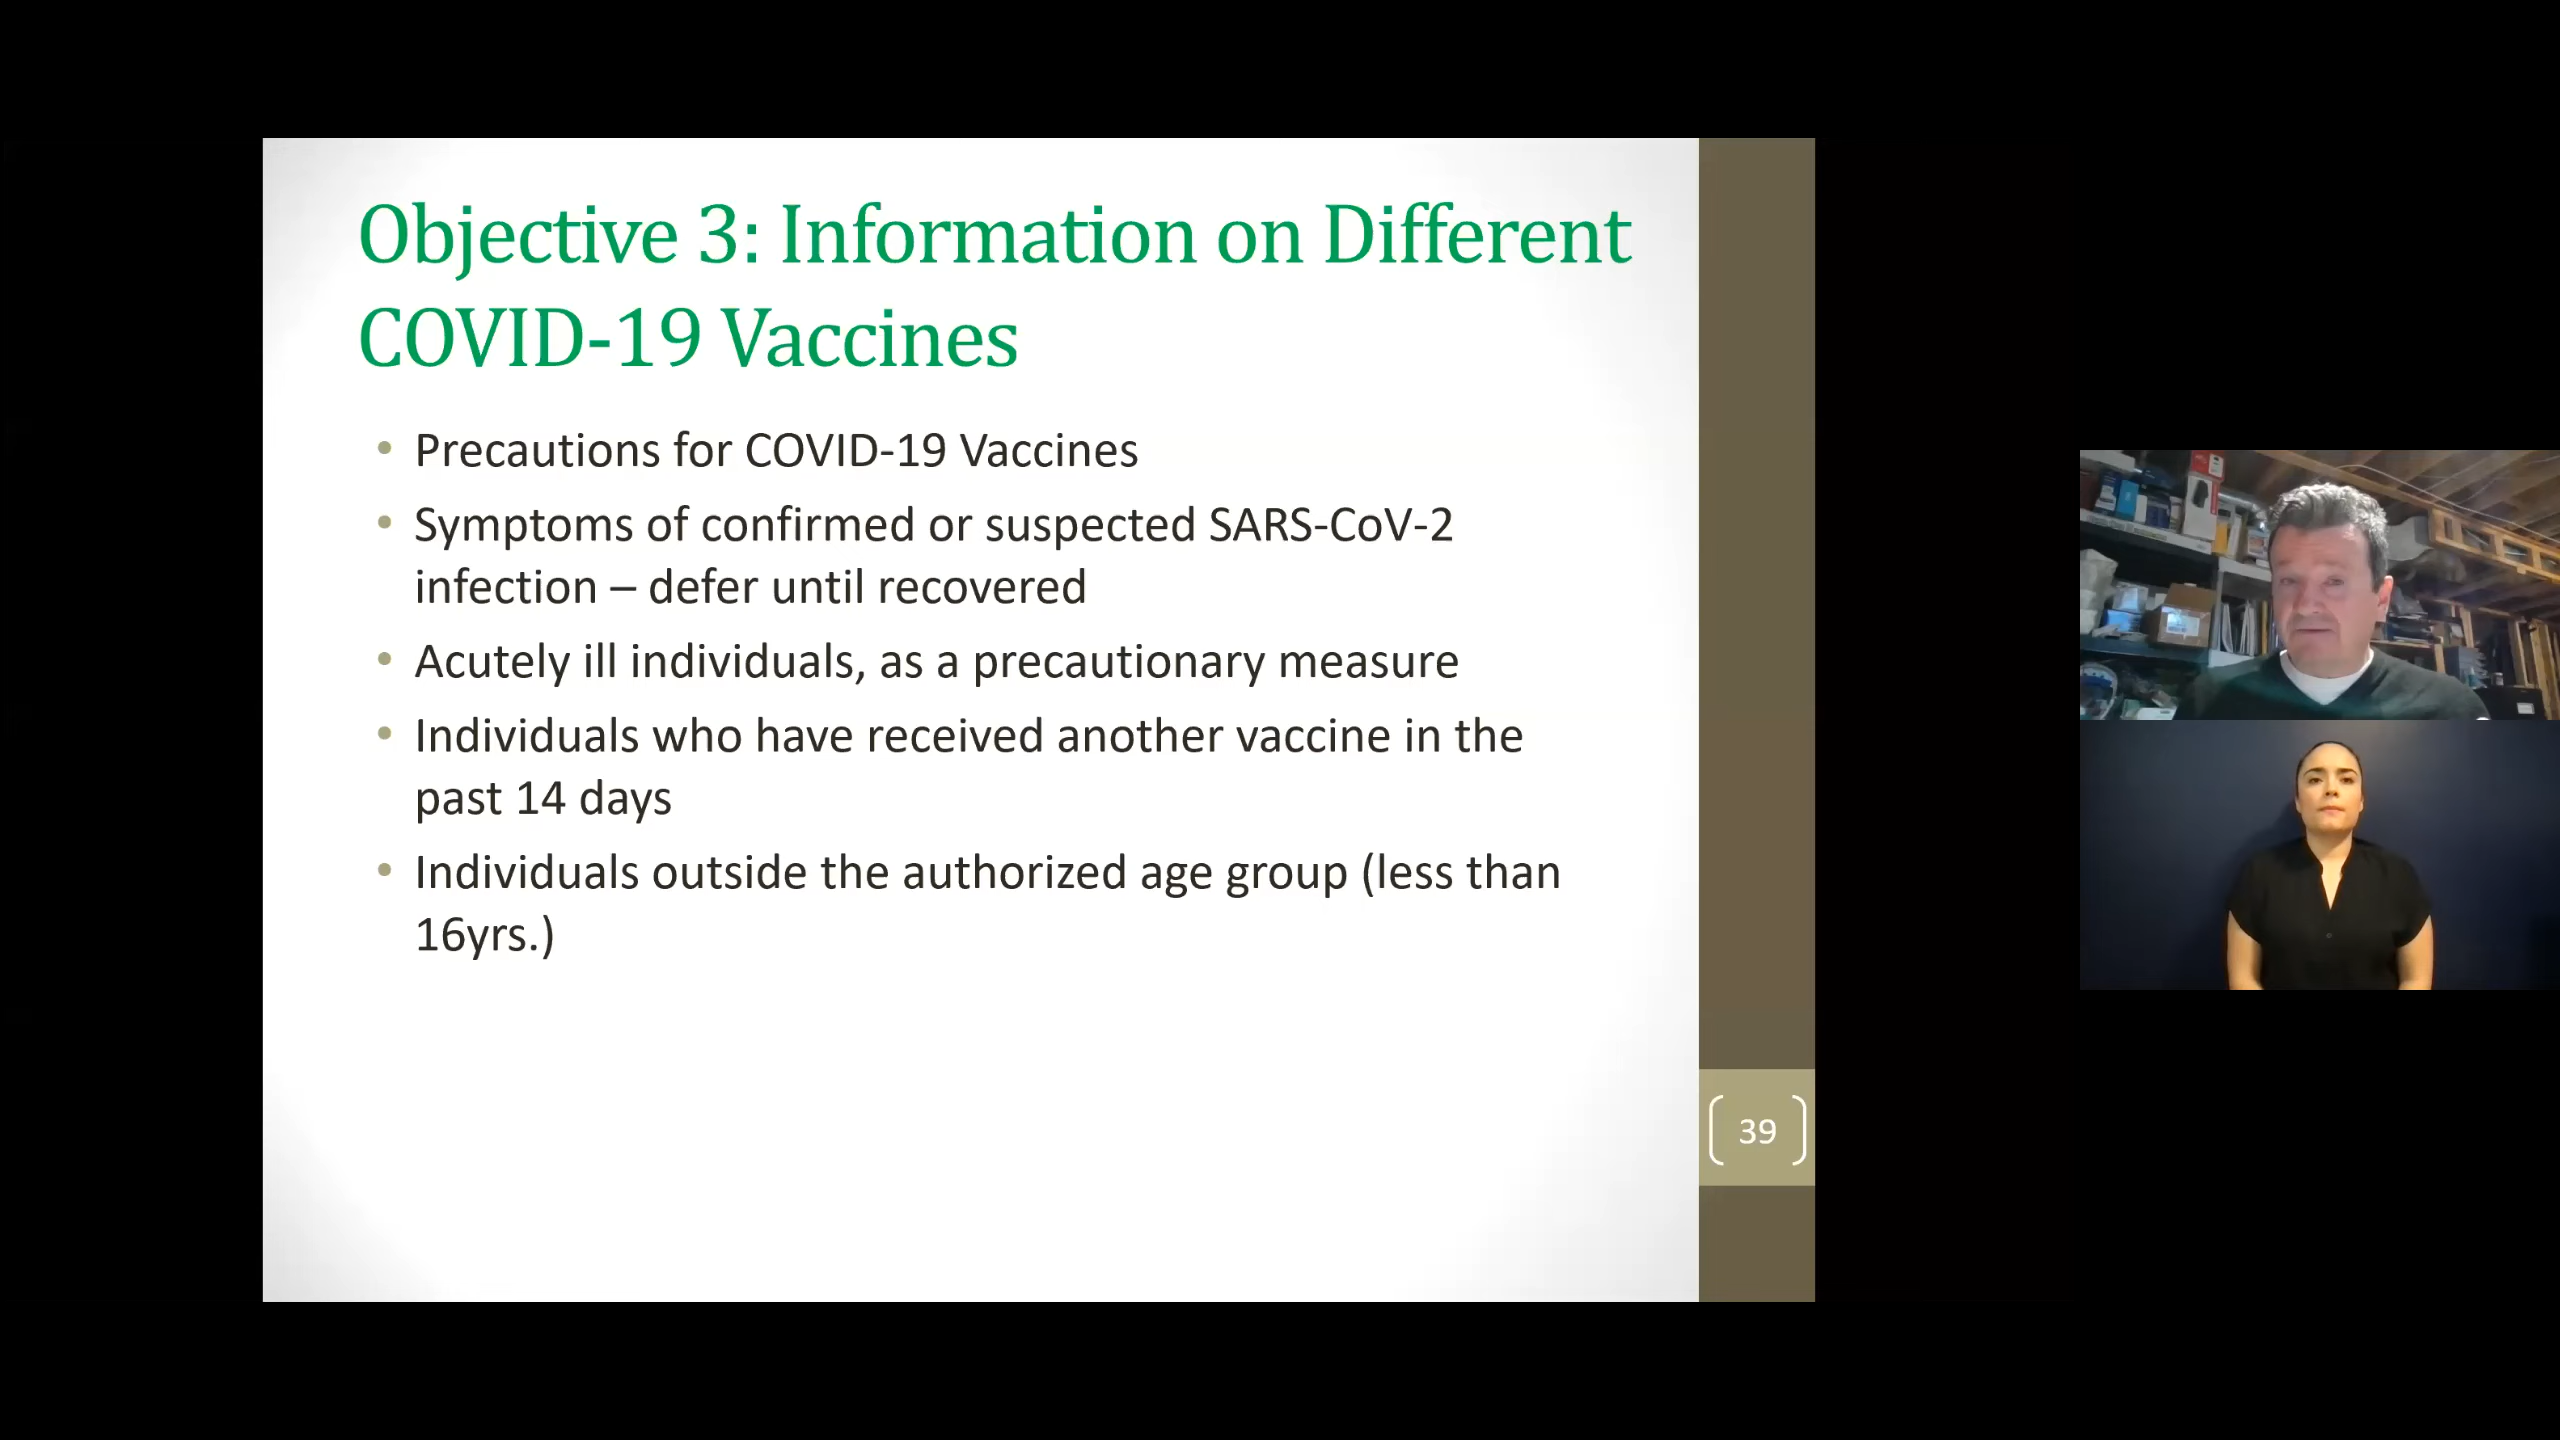 Objective 3: Information on Different
COVID-19 Vaccines
• Precautions for COVID-19 Vaccines
• Symptoms of confirmed or suspected SARS-CoV-2
infection – defer until recovered
• Acutely ill individuals, as a precautionary measure
• Individuals who have received another vaccine in the
past 14 days
• Individuals outside the authorized age group (less than
16yrs.)
39